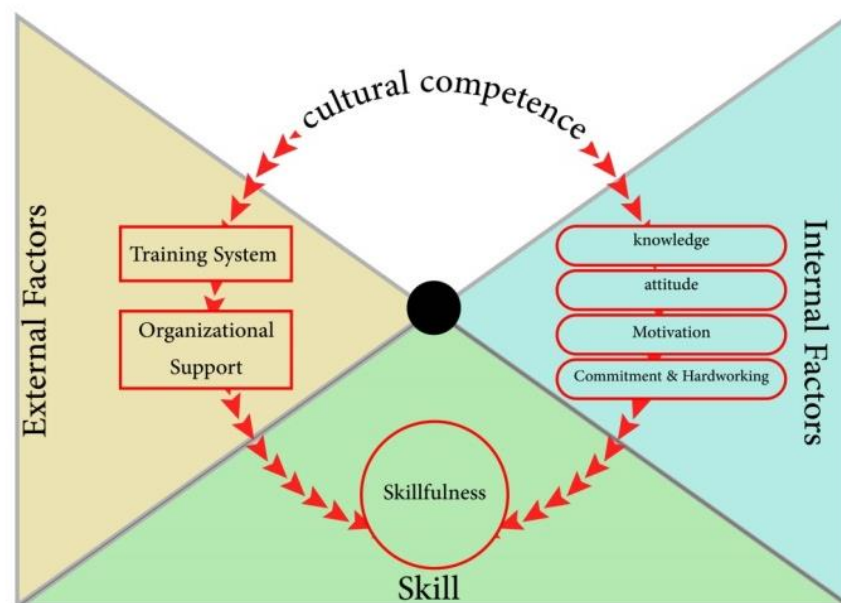 cultural competence
External Factors
Training System
Organizational
Support
knowledge
attitude
Motivation
Commitment & Hardworking
Internal Factors
Skillfulness
Skill